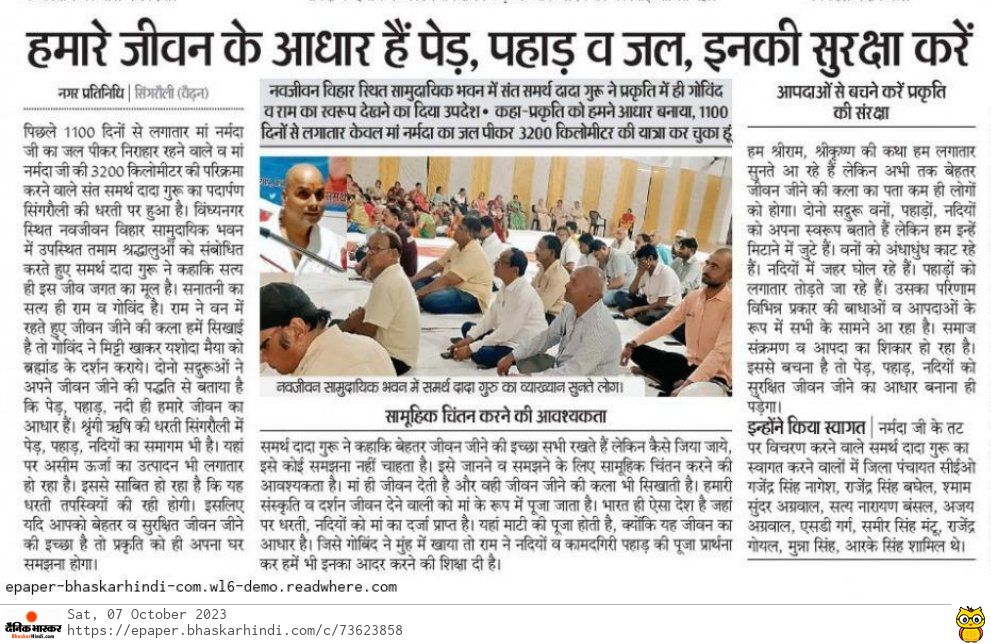 हमारे जीवन के आधार हैं पेड़, पहाड़ व जल, इनकी सुरक्षा करें
नगर प्रतिनिधि | सिंगरौली (वैढ़न)
पिछले 1100 दिनों से लगातार मां नर्मदा
जी का जल पीकर निराहार रहने वाले व मां
नर्मदा जी की 3200 किलोमीटर की परिक्रमा
करने वाले संत समर्थ दादा गुरू का पदार्पण
सिंगरौली की धरती पर हुआ है। विंध्यनगर
स्थित नवजीवन विहार सामुदायिक भवन
में उपस्थित तमाम श्रद्धालुओं को संबोधित
करते हुए समर्थ दादा गुरू ने कहाकि सत्य
ही इस जीव जगत का मूल है। सनातनी का
सत्य ही राम व गोविंद है। राम ने वन में
रहते हुए जीवन जीने की कला हमें सिखाई
है तो गोविंद ने मिट्टी खाकर यशोदा मैया को
ब्रह्मांड के दर्शन कराये। दोनो सद्गुरूओं ने
अपने जीवन जीने की पद्धति से बताया है
कि पेड़, पहाड़, नदी ही हमारे जीवन का
आधार हैं। श्रृंगी ऋषि की धरती सिंगरौली में
पेड़, पहाड़, नदियों का समागम भी है। यहां
पर असीम ऊर्जा का उत्पादन भी लगातार
हो रहा है। इससे साबित हो रहा है कि यह
धरती तपस्वियों की रही होगी। इसलिए
यदि आपको बेहतर व सुरक्षित जीवन जीने
की इच्छा है तो प्रकृति को ही अपना घर
समझना होगा।
नवजीवन विहार स्थित सामुदायिक भवन में संत समर्थ दादा गुरू ने प्रकृति में ही गोविंद
व राम का स्वरूप देखने का दिया उपदेश • कहा-प्रकृति को हमने आधार बनाया, 1100
दिनों से लगातार केवल मां नर्मदा का जल पीकर 3200 किलोमीटर की यात्रा कर चुका हूं
नवजीवन सामुदायिक भवन में समर्थ दादा गुरु का व्याख्यान सुनते लोग।
सामूहिक चिंतन करने की आवश्यकता
समर्थ दादा गुरू ने कहाकि बेहतर जीवन जीने की इच्छा सभी रखते हैं लेकिन कैसे जिया जाये,
इसे कोई समझना नहीं चाहता है। इसे जानने व समझने के लिए सामूहिक चिंतन करने की
आवश्यकता है। मां ही जीवन देती है और वही जीवन जीने की कला भी सिखाती है। हमारी
संस्कृति व दर्शन जीवन देने वाली को मां के रूप में पूजा जाता है। भारत ही ऐसा देश है जहां
पर धरती, नदियों को मां का दर्जा प्राप्त है। यहां माटी की पूजा होती है, क्योंकि यह जीवन का
आधार है। जिसे गोबिंद ने मुंह में खाया तो राम ने नदियों व कामदगिरी पहाड़ की पूजा प्रार्थना
कर हमें भी इनका आदर करने की शिक्षा दी है।
आपदाओं से बचने करें प्रकृति
की संरक्षा
हम श्रीराम, श्रीकृष्ण की कथा हम लगातार
सुनते आ रहे हैं लेकिन अभी तक बेहतर
जीवन जीने की कला का पता कम ही लोगों
को होगा। दोनो सद्गुरू वनों, पहाड़ों, नदियों
को अपना स्वरूप बताते हैं लेकिन हम इन्हें
मिटाने में जुटे हैं। वनों को अंधाधुंध काट रहे
हैं। नदियों में जहर घोल रहे हैं। पहाड़ों को
लगातार तोड़ते जा रहे हैं। उसका परिणाम
विभिन्न प्रकार की बाधाओं व आपदाओं के
रूप में सभी के सामने आ रहा है। समाज
संक्रमण व आपदा का शिकार हो रहा है।
इससे बचना है तो पेड़, पहाड़, नदियों को
सुरक्षित जीवन जीने का आधार बनाना ही
पड़ेगा।
इन्होंने किया स्वागत | नर्मदा जी के तट
पर विचरण करने वाले समर्थ दादा गुरू का
स्वागत करने वालों में जिला पंचायत सीईओ
गजेंद्र सिंह नागेश, राजेंद्र सिंह बघेल, श्याम
सुंदर अग्रवाल, सत्य नारायण बंसल, अजय
अग्रवाल, एसडी गर्ग, समीर सिंह मंटू, राजेंद्र
गोयल, मुन्ना सिंह, आरके सिंह शामिल थे।
epaper-bhaskarhindi-com.wl6-demo.readwhere.com
दैनिक भास्कर
BhaskarHindi.com
Sat, 07 October 2023
https://epaper.bhaskarhindi.com/c/73623858